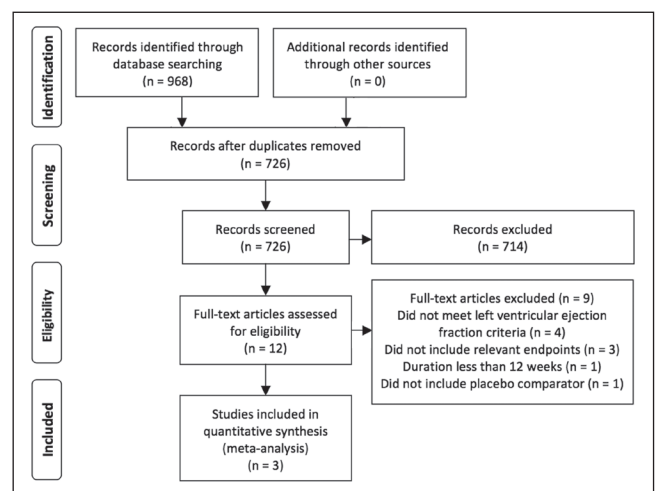 Identification
Records identified through
database searching
(n = 968)
Additional records identified
through other sources
(n = 0)
Records after duplicates removed
(n = 726)
Screening
Records screened
(n = 726)
Records excluded
(n = 714)
Eligibility
Full-text articles assessed
for eligibility
(n = 12)
Full-text articles excluded (n = 9)
Did not meet left ventricular ejection
fraction criteria (n = 4)
Did not include relevant endpoints (n = 3)
Duration less than 12 weeks (n = 1)
Did not include placebo comparator (n = 1)
Included
Studies included in
quantitative synthesis
(meta-analysis)
(n = 3)